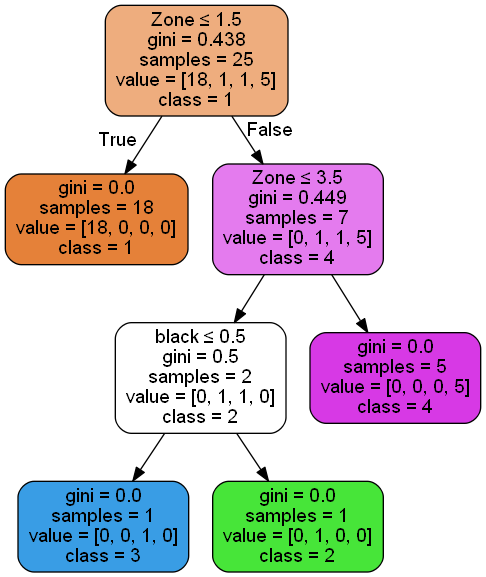 Zone ≤ 1.5
gini = 0.438
samples = 25
value = [18, 1, 1, 5]
class = 1
True
False
gini = 0.0
samples = 18
value = [18, 0, 0, 0]
class = 1
Zone ≤ 3.5
gini = 0.449
samples = 7
value = [0, 1, 1, 5]
class = 4
black ≤ 0.5
gini = 0.5
samples = 2
value = [0, 1, 1, 0]
class = 2
gini = 0.0
samples = 5
value = [0, 0, 0, 5]
class = 4
gini = 0.0
samples = 1
value = [0, 0, 1, 0]
class = 3
gini = 0.0
samples = 1
value = [0, 1, 0, 0]
class = 2